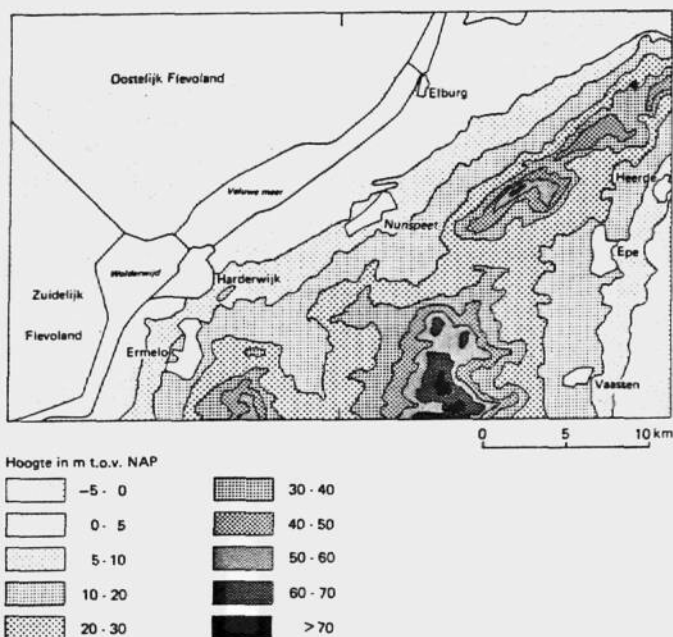 Oostelijk Flevoland
Elburg
Veluwe meer
Heerde
Nunspeet
Epe
Wolderwijd
Harderwijk
Zuidelijk
Flevoland
Ermelo
Vaassen
0 5 10 km
Hoogte in m t.o.v. NAP
−5 - 0
0 - 5
5 - 10
10 - 20
20 - 30
30 - 40
40 - 50
50 - 60
60 - 70
>70